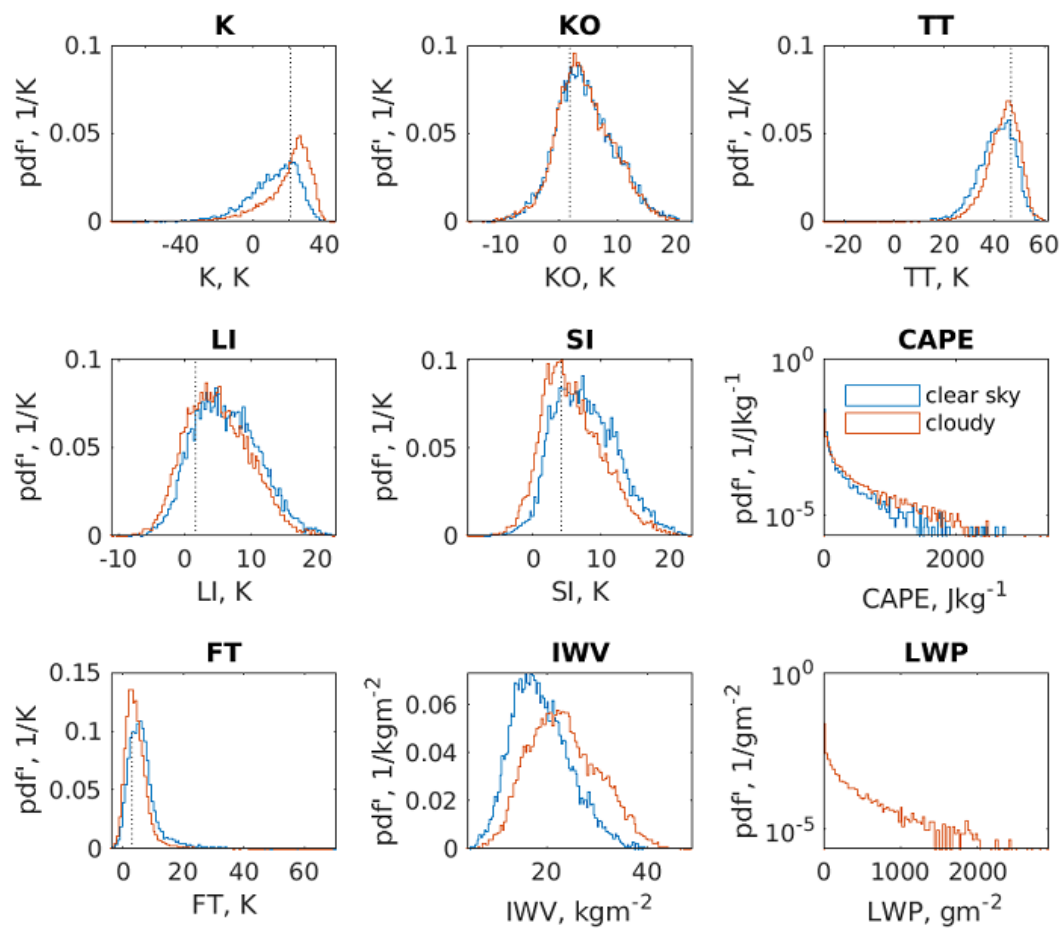 K
pdf', 1/K
0.1
0.05
0
-40
0
40
K, K
KO
pdf', 1/K
0.1
0.05
0
-10
0
10
20
KO, K
TT
pdf', 1/K
0.1
0.05
0
-20
0
20
40
60
TT, K
LI
pdf', 1/K
0.1
0.05
0
-10
0
10
20
LI, K
SI
pdf', 1/K
0.1
0.05
0
0
10
20
SI, K
CAPE
pdf', 1/Jkg-1
10^0
10^-5
clear sky
cloudy
0
2000
CAPE, Jkg^-1
FT
pdf', 1/K
0.15
0.1
0.05
0
0
20
40
60
FT, K
IWV
pdf', 1/kgm^-2
0.06
0.04
0.02
0
20
40
IWV, kgm^-2
LWP
pdf', 1/gm^-2
10^0
10^-5
0
1000
2000
LWP, gm^-2